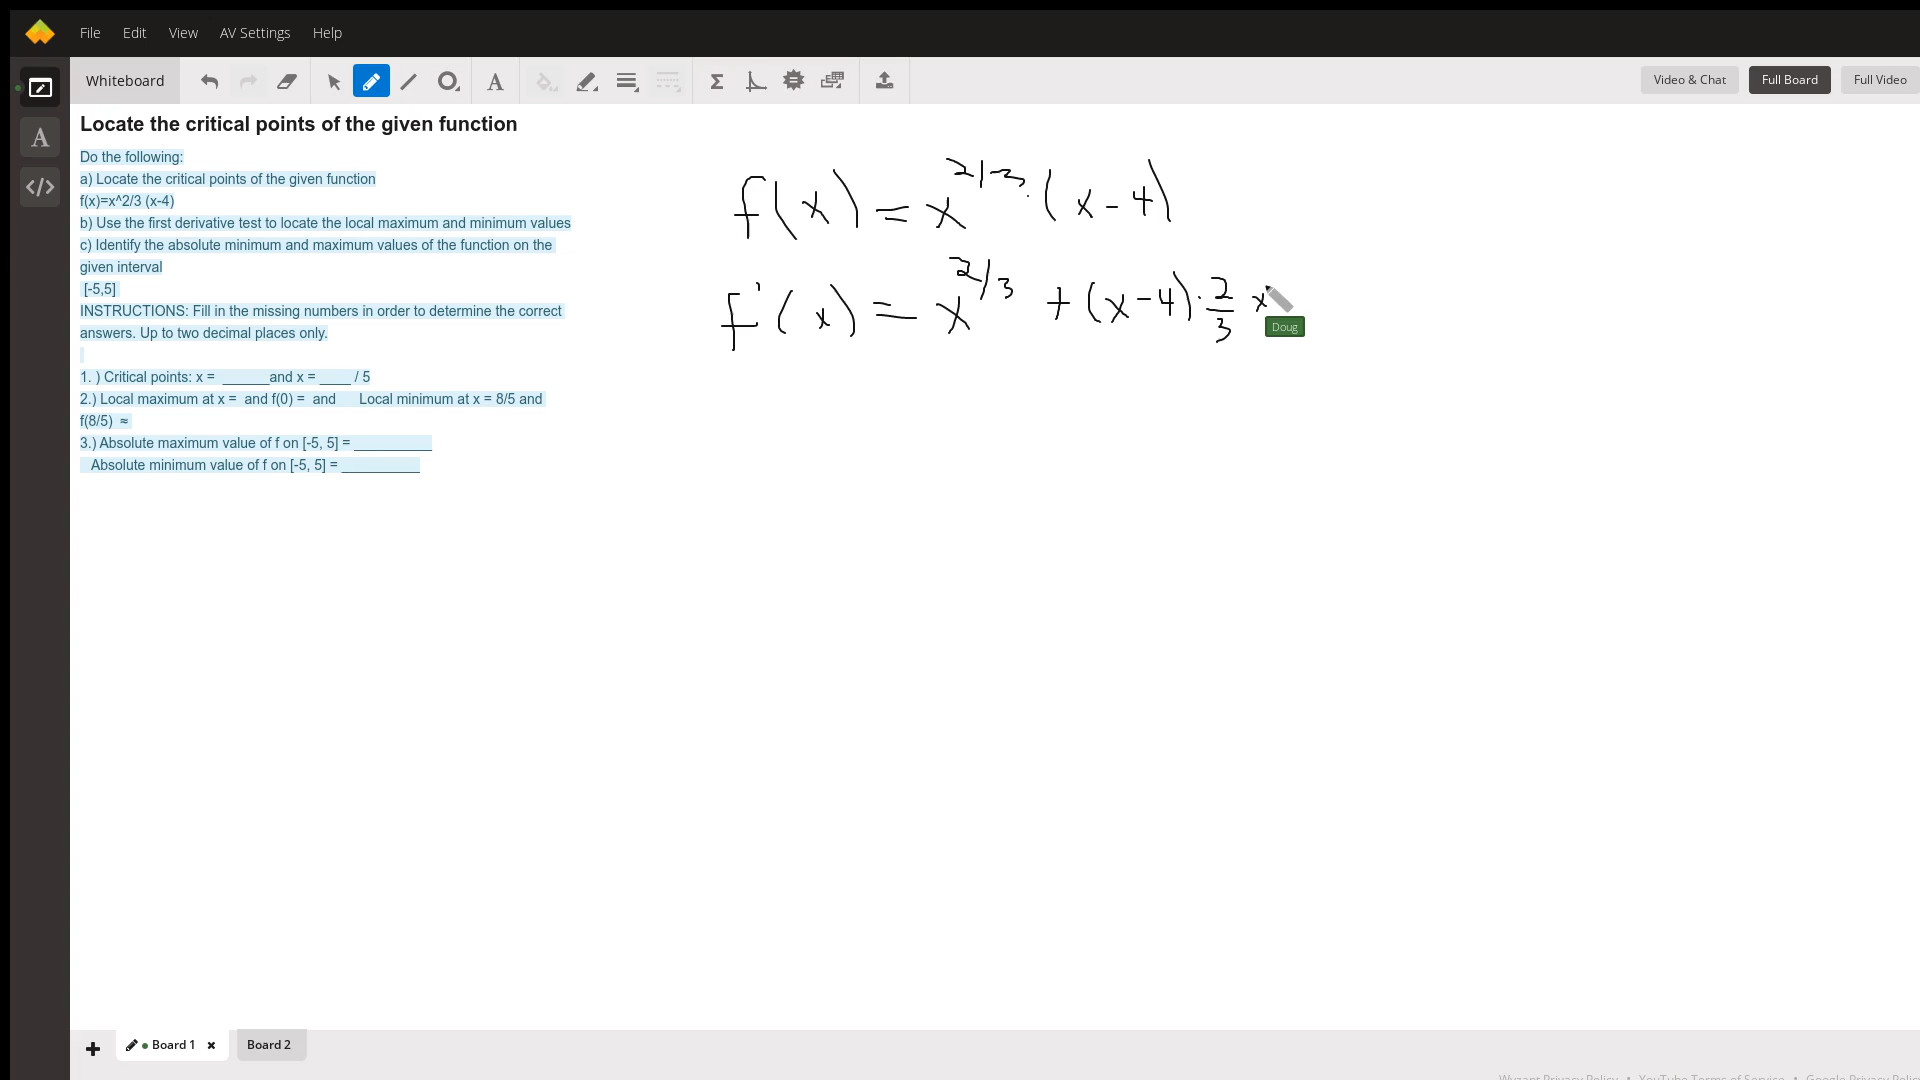 File Edit View AV Settings Help
Whiteboard A Σ Video & Chat Full Board Full Video
A
</>
Locate the critical points of the given function
Do the following:
a) Locate the critical points of the given function
f(x)=x^2/3 (x-4)
b) Use the first derivative test to locate the local maximum and minimum values
c) Identify the absolute minimum and maximum values of the function on the
given interval
[-5,5]
INSTRUCTIONS: Fill in the missing numbers in order to determine the correct
answers. Up to two decimal places only.
1. ) Critical points: x = ______and x = ____ / 5
2.) Local maximum at x = and f(0) = and Local minimum at x = 8/5 and
f(8/5) ≈
3.) Absolute maximum value of f on [-5, 5] = __________
Absolute minimum value of f on [-5, 5] = __________
f(x) = x^2/3 · (x-4)
f'(x) = x^2/3 + (x-4) · 2/3 x
Doug
+ Board 1 × Board 2
Wyzant Privacy Policy • YouTube Terms of Service •